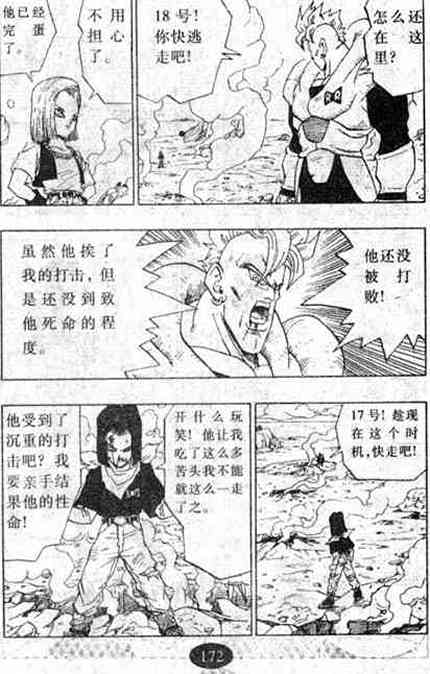 怎么还
在这
里?
18号!
你快逃
走吧!
不用
担心
了。
他已经
完蛋
了。
他还没
被打
败!
虽然他挨了
我的打击,但
是还没到致
他死命的程
度。
17号!趁现
在这个时
机,快走吧!
开什么玩
笑!他让我
吃了这么多
苦头我不能
就这么一走
了之。
他受到了
沉重的打
击吧?我
要亲手结
果他的性
命!
172